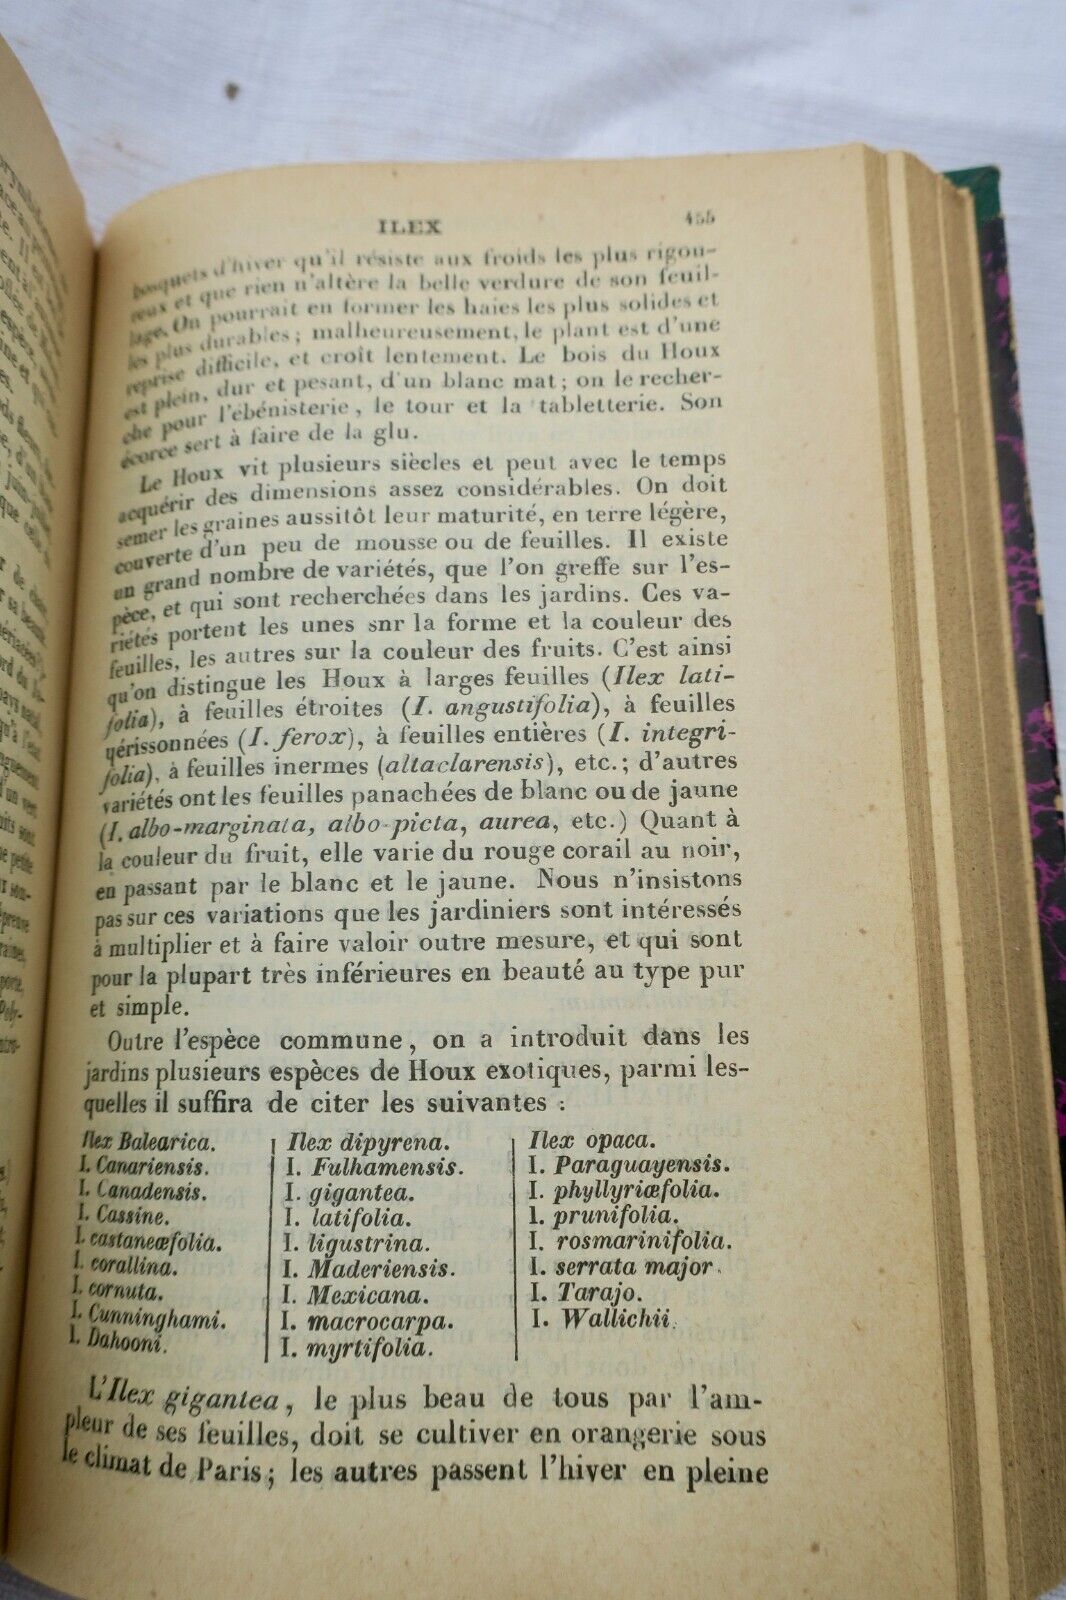 ILEX 455
bouquets d'hiver qu'il résiste aux froids les plus rigou-
reux et que rien n'altère la belle verdure de son feuil-
lage. On pourrait en former les haies les plus solides et
les plus durables; malheureusement, le plant est d'une
reprise difficile, et croît lentement. Le bois du Houx
est plein, dur et pesant, d'un blanc mat; on le recher-
che pour l'ébénisterie, le tour et la tabletterie. Son
écorce sert à faire de la glu.
Le Houx vit plusieurs siècles et peut avec le temps
acquérir des dimensions assez considérables. On doit
semer les graines aussitôt leur maturité, en terre légère,
couverte d'un peu de mousse ou de feuilles. Il existe
un grand nombre de variétés, que l'on greffe sur l'es-
pèce, et qui sont recherchées dans les jardins. Ces va-
riétés portent les unes snr la forme et la couleur des
feuilles, les autres sur la couleur des fruits. C'est ainsi
qu'on distingue les Houx à larges feuilles (Ilex lati-
folia), à feuilles étroites (I. angustifolia), à feuilles
hérissonnées (I. ferox), à feuilles entières (I. integri-
folia), à feuilles inermes (altaclarensis), etc.; d'autres
variétés ont les feuilles panachées de blanc ou de jaune
(I. albo-marginata, albo-picta, aurea, etc.) Quant à
la couleur du fruit, elle varie du rouge corail au noir,
en passant par le blanc et le jaune. Nous n'insistons
pas sur ces variations que les jardiniers sont intéressés
à multiplier et à faire valoir outre mesure, et qui sont
pour la plupart très inférieures en beauté au type pur
et simple.
Outre l'espèce commune, on a introduit dans les
jardins plusieurs espèces de Houx exotiques, parmi les-
quelles il suffira de citer les suivantes :
Ilex Balearica.
I. Canariensis.
I. Canadensis.
I. Cassine.
I. castaneæfolia.
I. corallina.
I. cornuta.
I. Cunninghami.
I. Dahooni.
Ilex dipyrena.
I. Fulhamensis.
I. gigantea.
I. latifolia.
I. ligustrina.
I. Maderiensis.
I. Mexicana.
I. macrocarpa.
I. myrtifolia.
Ilex opaca.
I. Paraguayensis.
I. phyllyriæfolia.
I. prunifolia.
I. rosmarinifolia.
I. serrata major.
I. Tarajo.
I. Wallichii.
L'Ilex gigantea, le plus beau de tous par l'am-
pleur de ses feuilles, doit se cultiver en orangerie sous
le climat de Paris; les autres passent l'hiver en pleine